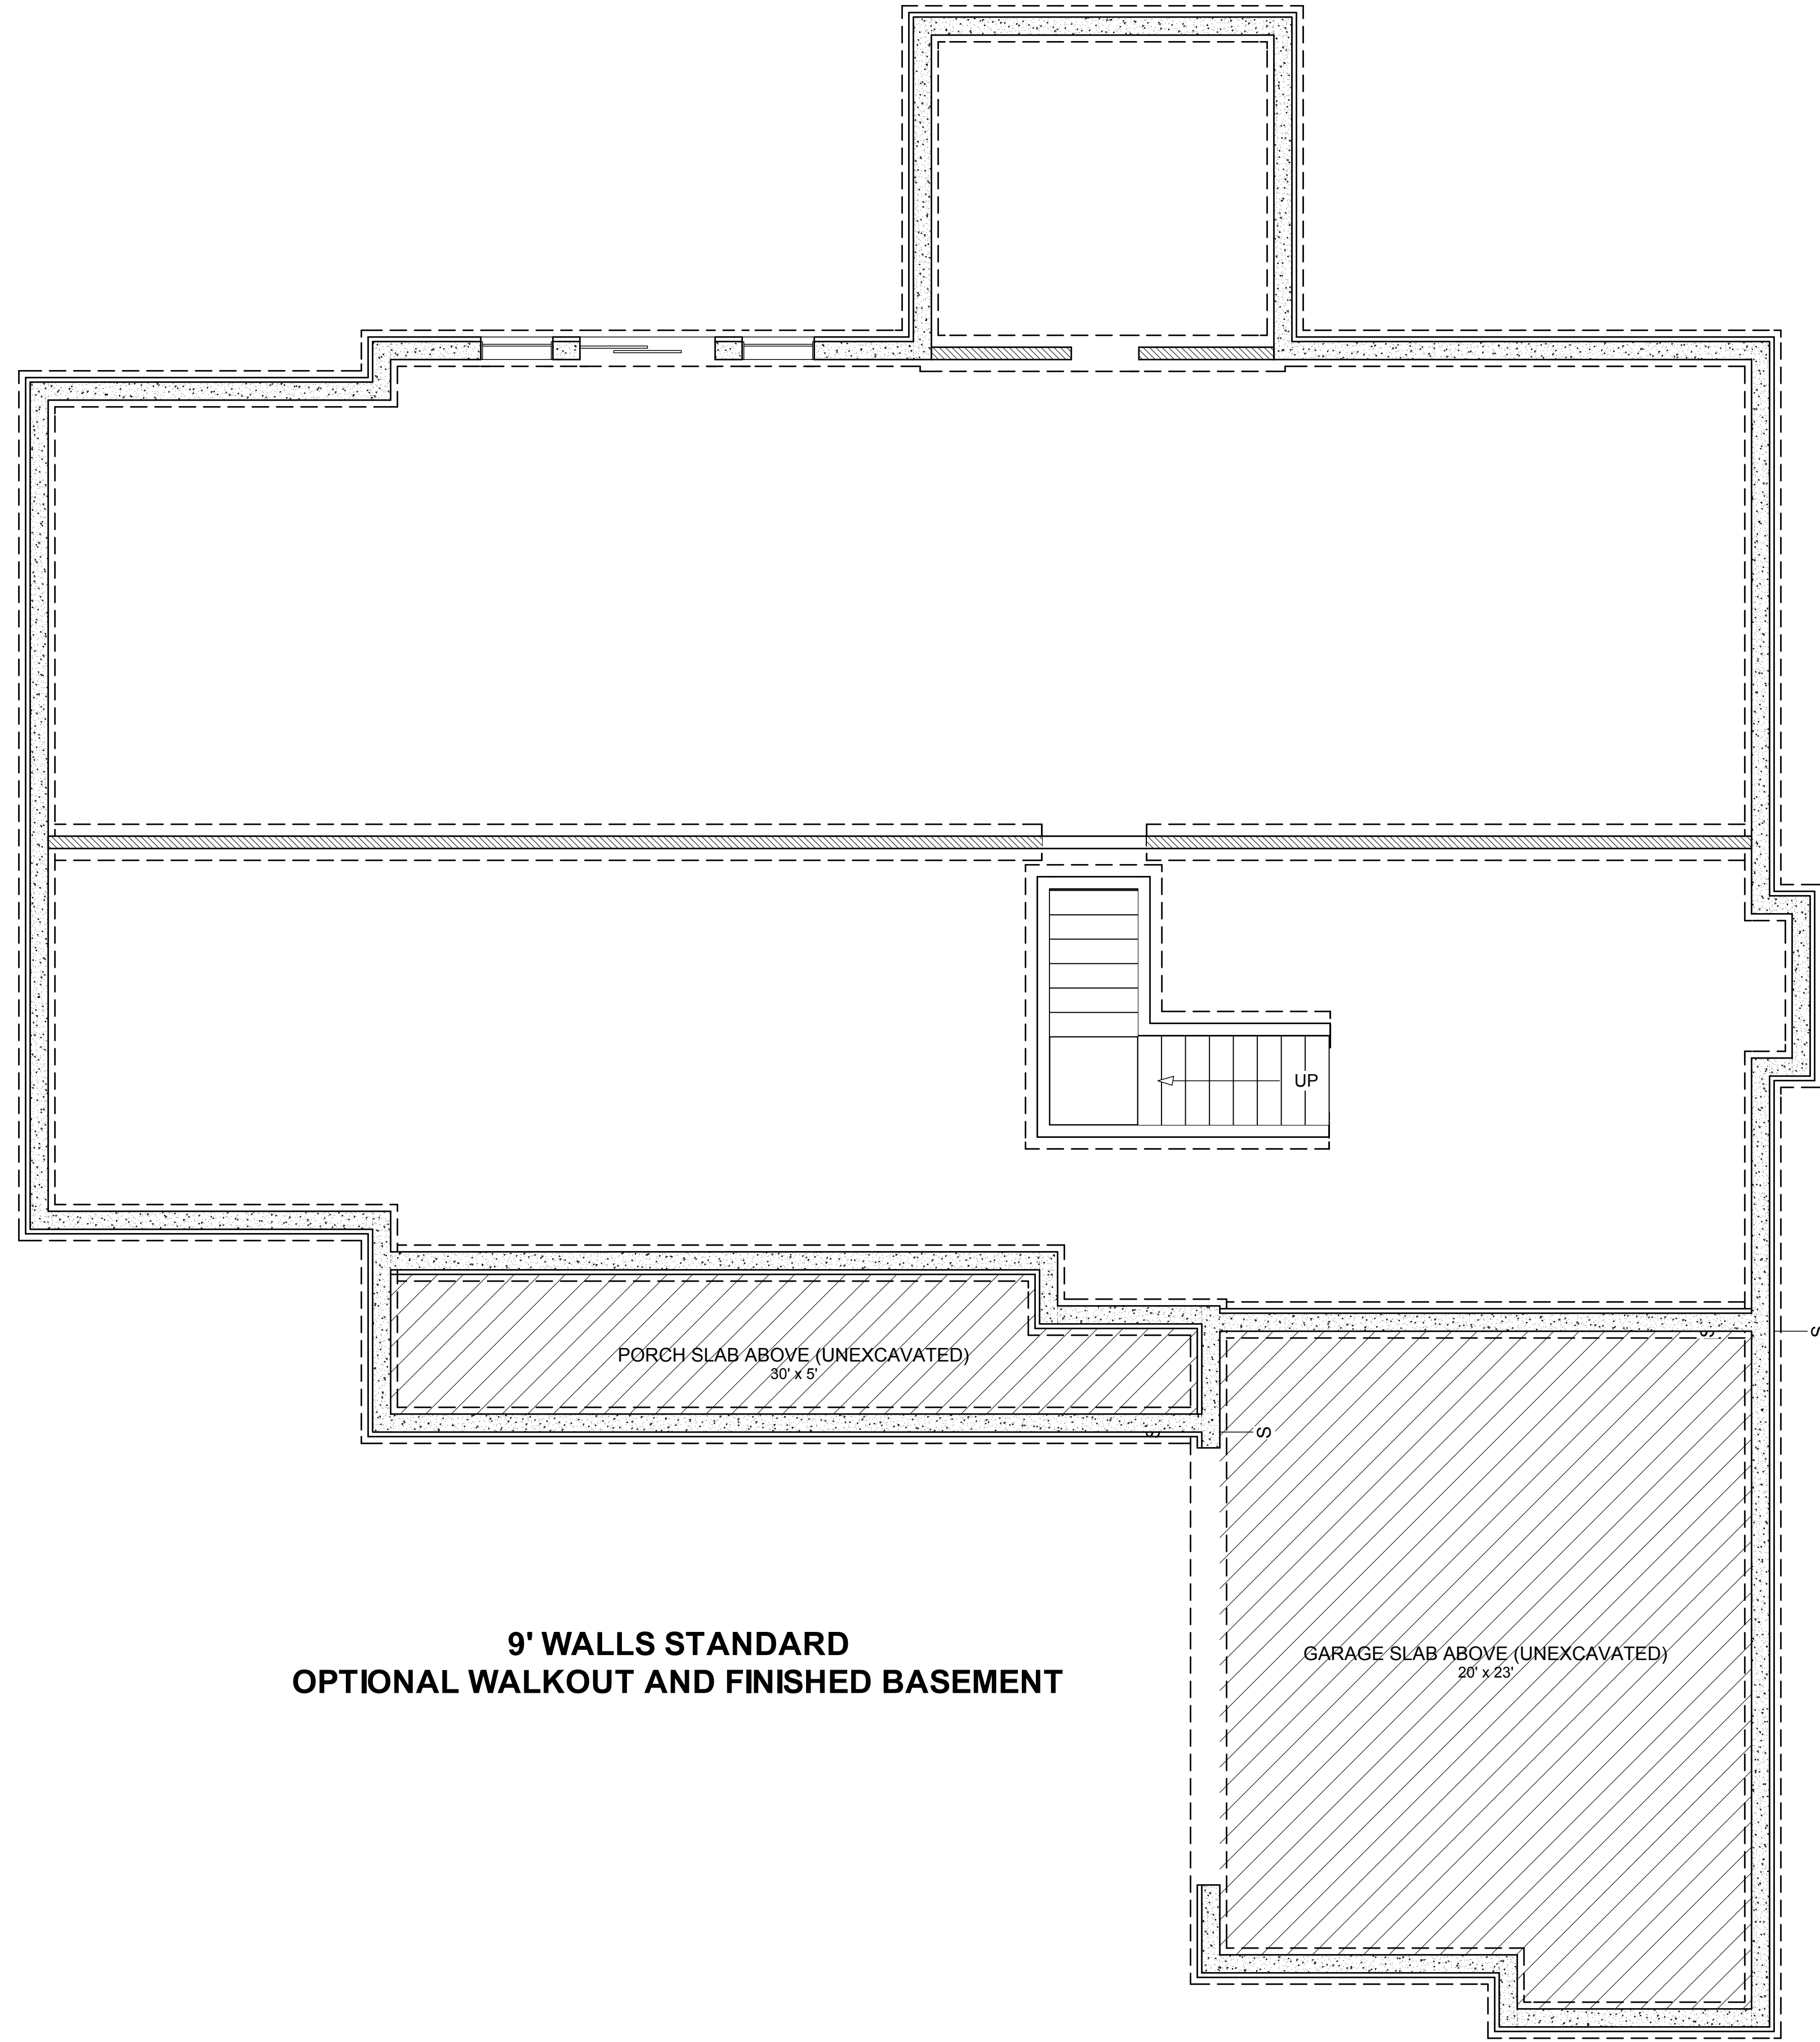 UP
PORCH SLAB ABOVE (UNEXCAVATED)
30' x 5'
S
S
S
S
9' WALLS STANDARD
OPTIONAL WALKOUT AND FINISHED BASEMENT
GARAGE SLAB ABOVE (UNEXCAVATED)
20' x 23'